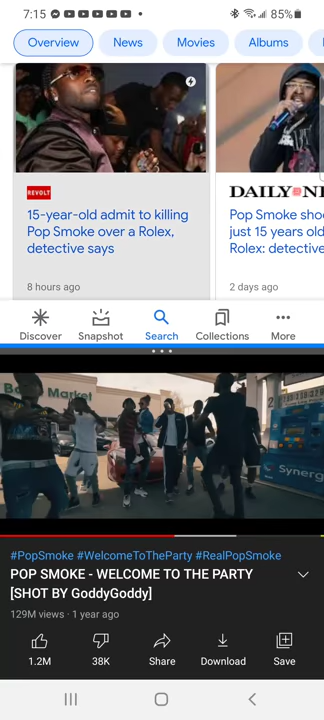 7:15
85%
Overview News Movies Albums
REVOLT
DAILY NE
15-year-old admit to killing
Pop Smoke over a Rolex,
detective says
8 hours ago
Pop Smoke shoo
just 15 years old
Rolex: detective
2 days ago
Discover Snapshot Search Collections More
Market
Synerg
#PopSmoke #WelcomeToTheParty #RealPopSmoke
POP SMOKE - WELCOME TO THE PARTY
[SHOT BY GoddyGoddy]
129M views · 1 year ago
1.2M 38K Share Download Save